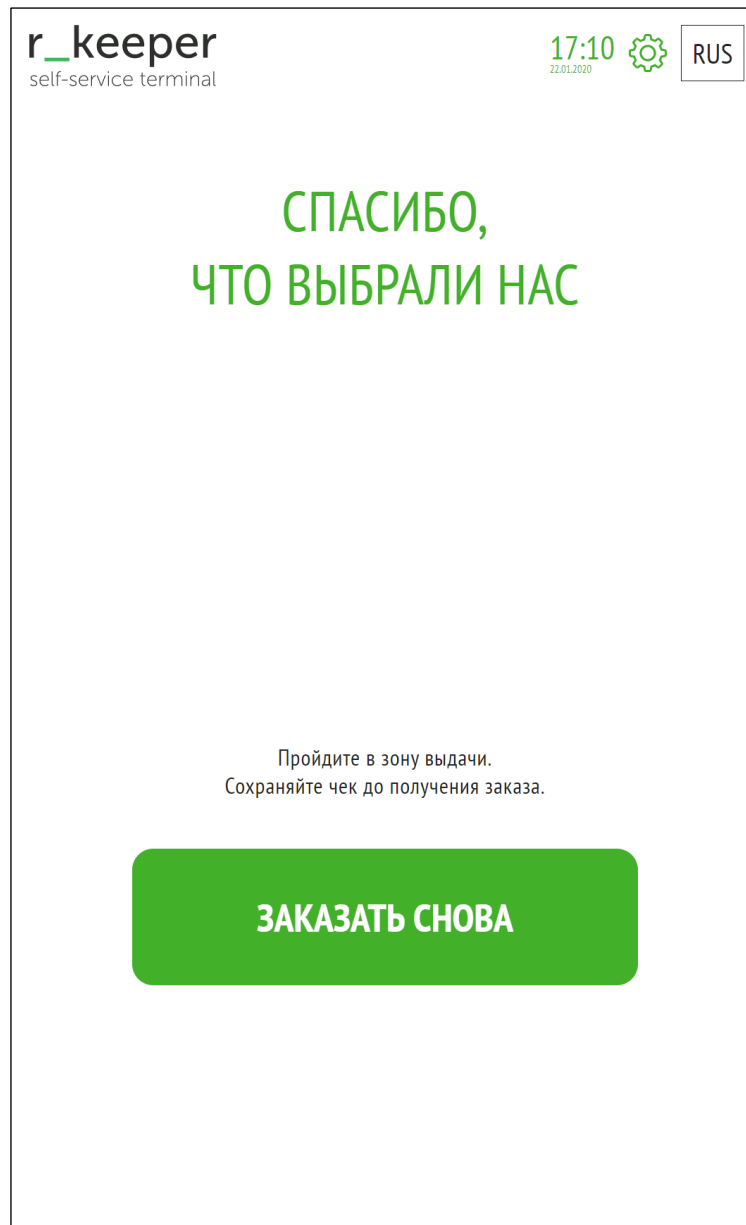 r_keeper
self-service terminal
17:10
22.01.2020
RUS
СПАСИБО,
ЧТО ВЫБРАЛИ НАС
Пройдите в зону выдачи.
Сохраняйте чек до получения заказа.
ЗАКАЗАТЬ СНОВА